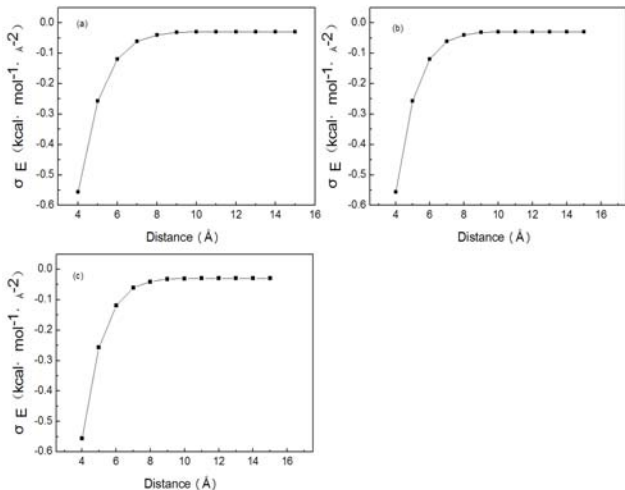 (a)
0.0
-0.1
-0.2
-0.3
-0.4
-0.5
-0.6
σ E (kcal· mol-1· Å-2)
4 6 8 10 12 14 16
Distance (Å)
(b)
0.0
-0.1
-0.2
-0.3
-0.4
-0.5
-0.6
σ E (kcal· mol-1· Å-2)
4 6 8 10 12 14 16
Distance (Å)
(c)
0.0
-0.1
-0.2
-0.3
-0.4
-0.5
-0.6
σ E (kcal· mol-1· Å-2)
4 6 8 10 12 14 16
Distance (Å)